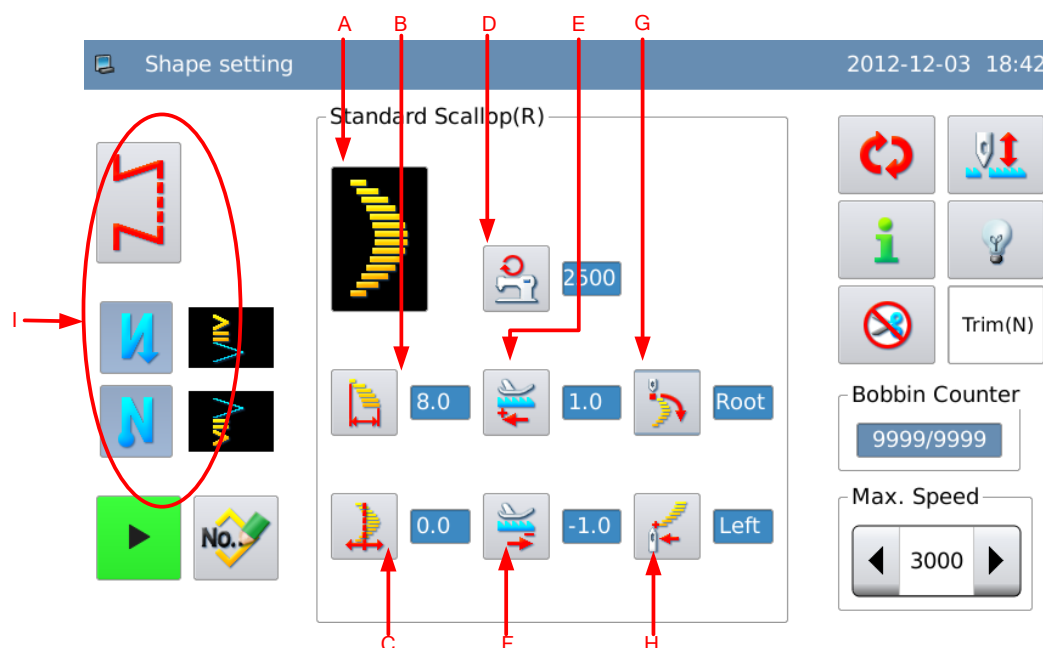 A B D E G
Shape setting 2012-12-03 18:42
Standard Scallop(R)
2500
I
Trim(N)
8.0 1.0 Root
Bobbin Counter
9999/9999
No.
0.0 -1.0 Left
Max. Speed
3000
C F H